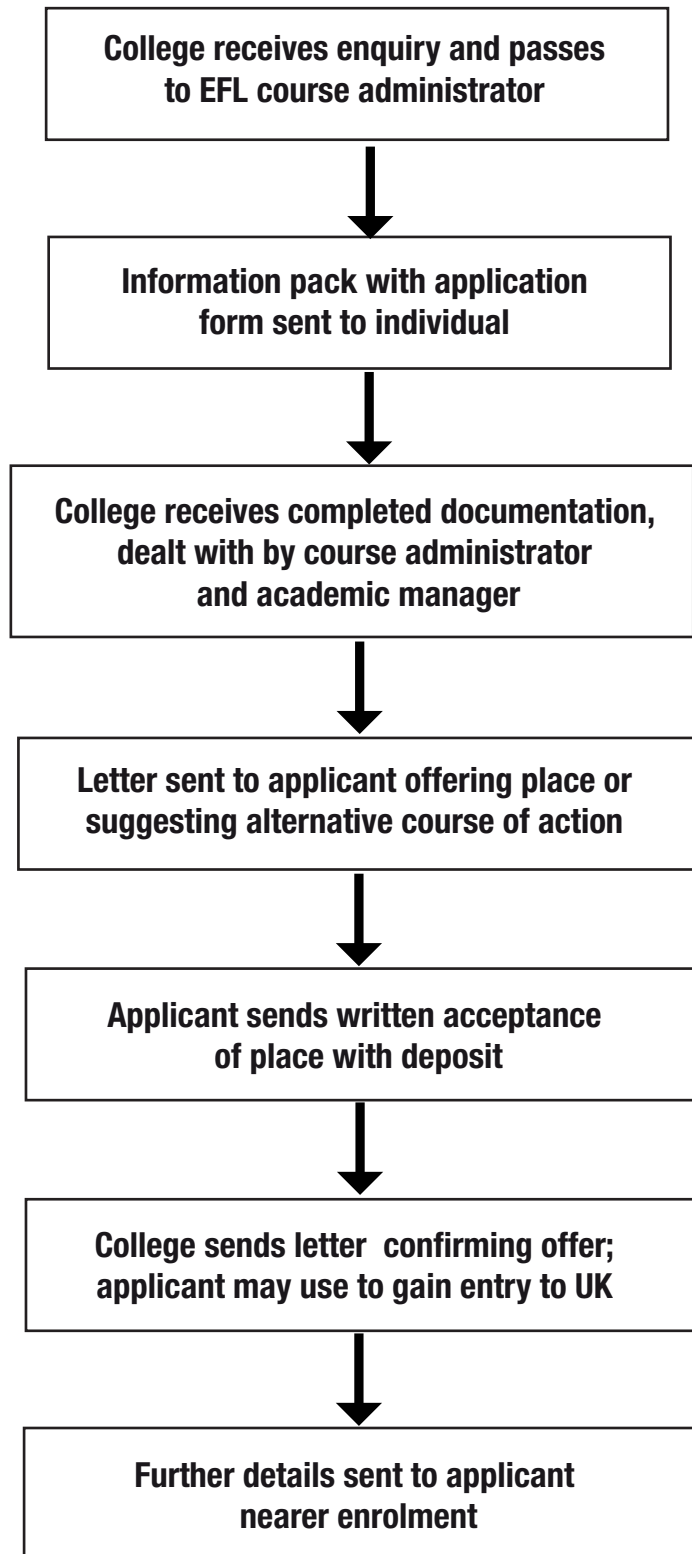 College receives enquiry and passes
to EFL course administrator
Information pack with application
form sent to individual
College receives completed documentation,
dealt with by course administrator
and academic manager
Letter sent to applicant offering place or
suggesting alternative course of action
Applicant sends written acceptance
of place with deposit
College sends letter confirming offer;
applicant may use to gain entry to UK
Further details sent to applicant
nearer enrolment